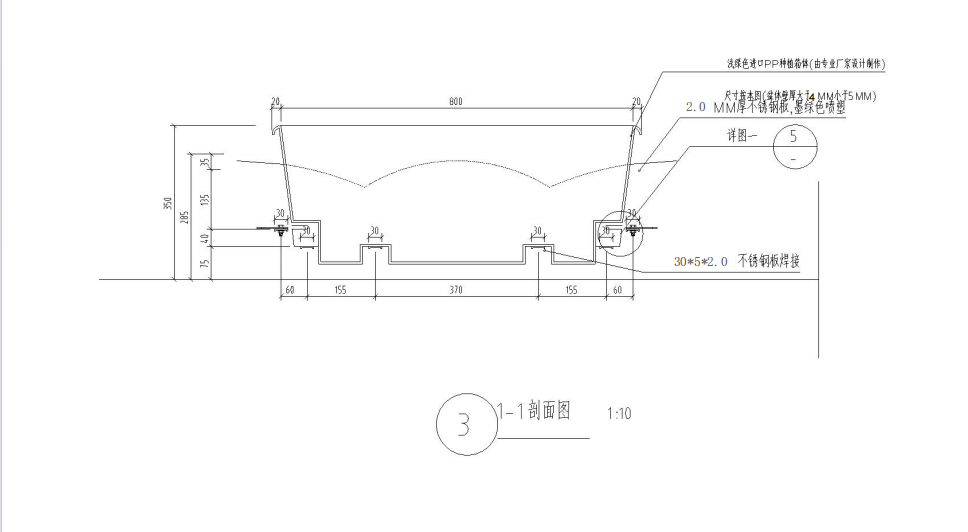 浅绿色进口PP种植箱体(由专业厂家设计制作)
尺寸按本图(箱体壁厚大于4MM小于5MM)
2.0 MM厚不锈钢板,墨绿色喷塑
详图一
5
-
20 800 20
350
285
35
135
40
75
30 30 30 30 30 30
30*5*2.0 不锈钢板焊接
60 155 370 155 60
3
1-1剖面图 1:10